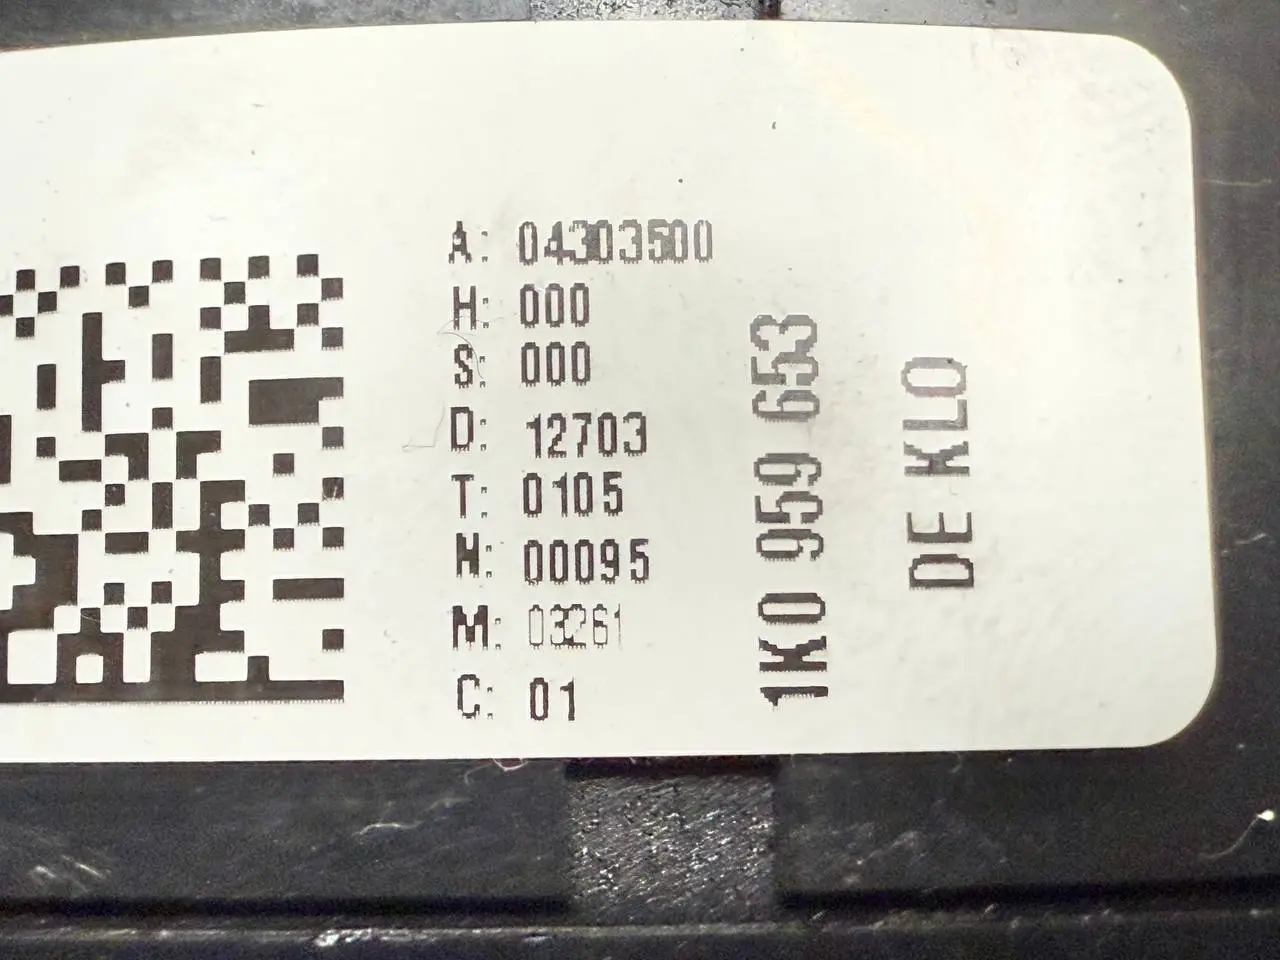 A: 04303500
H: 000
S: 000
D: 12703
T: 0105
N: 00095
M: 03261
C: 01
1K0 959 653
DE KLO